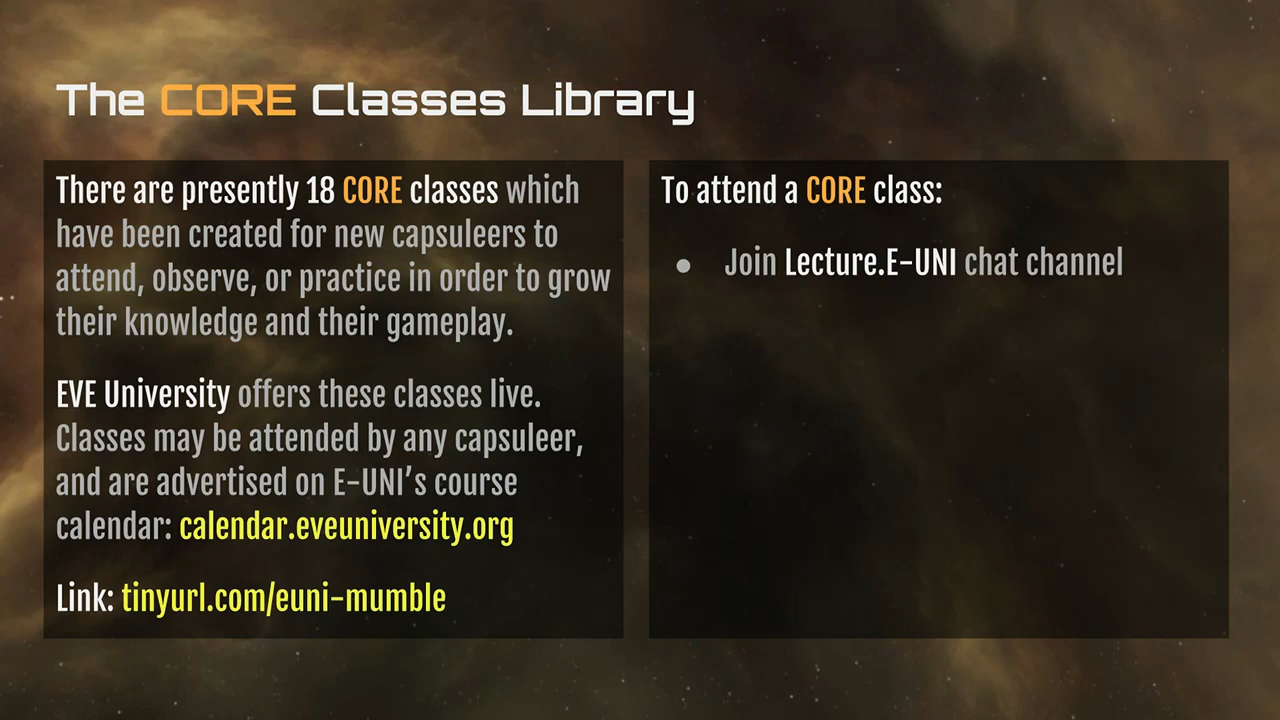 The CORE Classes Library
There are presently 18 CORE classes which
have been created for new capsuleers to
attend, observe, or practice in order to grow
their knowledge and their gameplay.
EVE University offers these classes live.
Classes may be attended by any capsuleer,
and are advertised on E-UNI’s course
calendar: calendar.eveuniversity.org
Link: tinyurl.com/euni-mumble
To attend a CORE class:
● Join Lecture.E-UNI chat channel